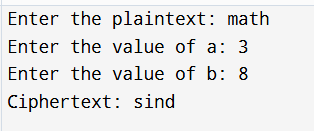 Enter the plaintext: math
Enter the value of a: 3
Enter the value of b: 8
Ciphertext: sind